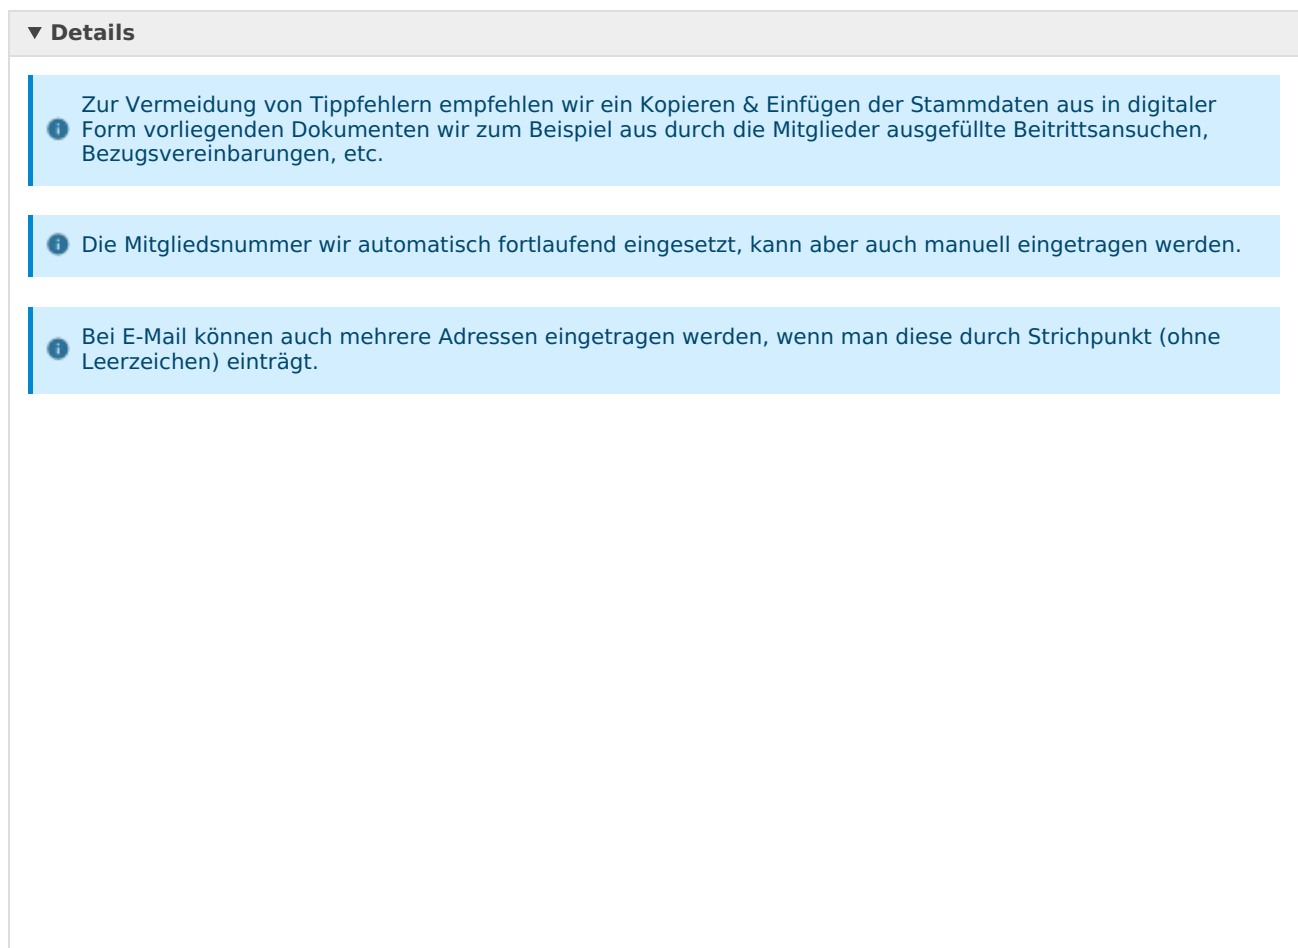 ▼ Details
Zur Vermeidung von Tippfehlern empfehlen wir ein Kopieren & Einfügen der Stammdaten aus in digitaler
Form vorliegenden Dokumenten wir zum Beispiel aus durch die Mitglieder ausgefüllte Beitrittsansuchen,
Bezugsvereinbarungen, etc.
Die Mitgliedsnummer wir automatisch fortlaufend eingesetzt, kann aber auch manuell eingetragen werden.
Bei E-Mail können auch mehrere Adressen eingetragen werden, wenn man diese durch Strichpunkt (ohne
Leerzeichen) einträgt.